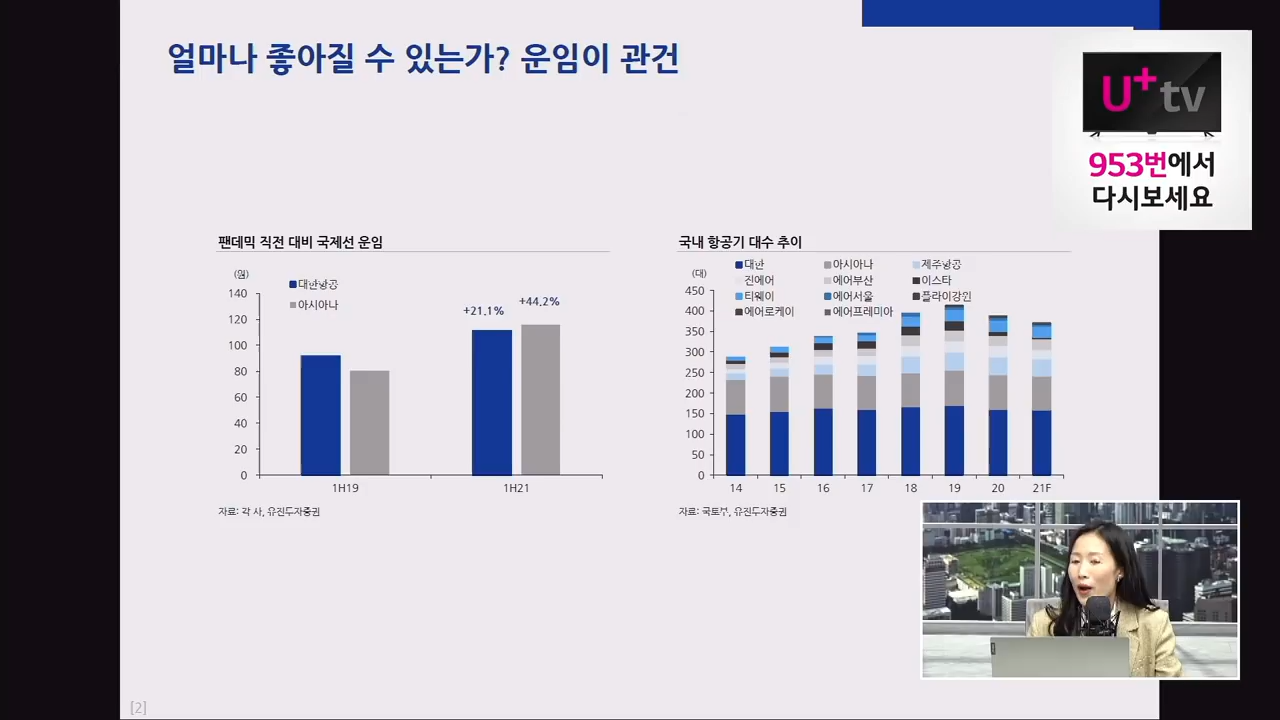 얼마나 좋아질 수 있는가? 운임이 관건
U+ tv
953번에서
다시보세요
팬데믹 직전 대비 국제선 운임
(원)
대한항공
아시아나
140
120
100
80
60
40
20
0
+21.1%
+44.2%
1H19
1H21
자료: 각 사, 유진투자증권
국내 항공기 대수 추이
(대)
대한
아시아나
제주항공
진에어
에어부산
이스타
티웨이
에어서울
플라이강원
에어로케이
에어프레미아
450
400
350
300
250
200
150
100
50
0
14
15
16
17
18
19
20
21F
자료: 국토부, 유진투자증권
[2]